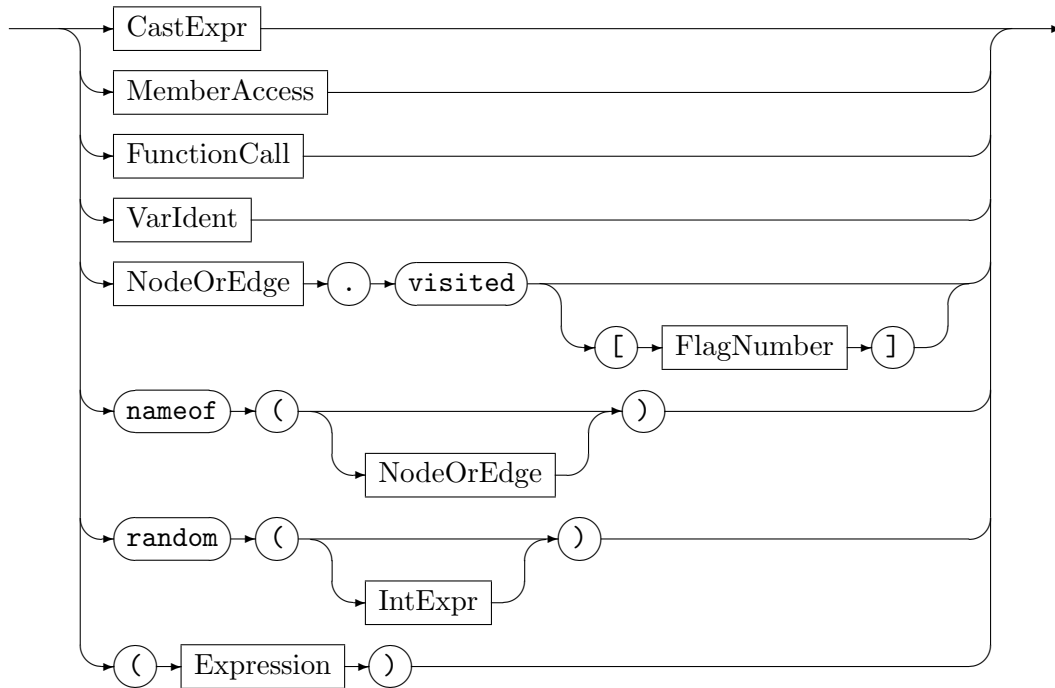 CastExpr
MemberAccess
FunctionCall
VarIdent
NodeOrEdge . visited
[ FlagNumber ]
nameof ( )
NodeOrEdge
random ( )
IntExpr
( Expression )